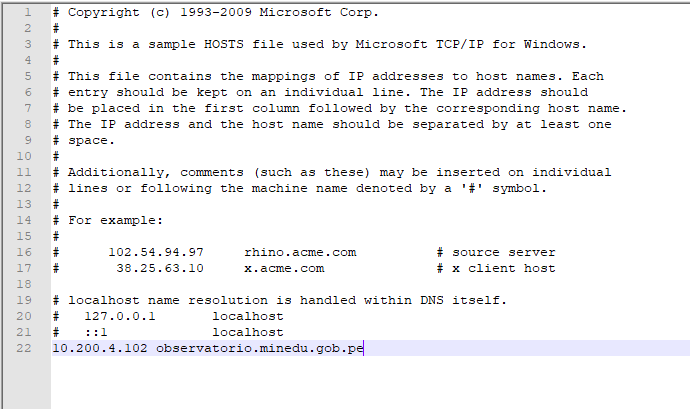 1 # Copyright (c) 1993-2009 Microsoft Corp.
2 #
3 # This is a sample HOSTS file used by Microsoft TCP/IP for Windows.
4 #
5 # This file contains the mappings of IP addresses to host names. Each
6 # entry should be kept on an individual line. The IP address should
7 # be placed in the first column followed by the corresponding host name.
8 # The IP address and the host name should be separated by at least one
9 # space.
10 #
11 # Additionally, comments (such as these) may be inserted on individual
12 # lines or following the machine name denoted by a '#' symbol.
13 #
14 # For example:
15 #
16 #      102.54.94.97     rhino.acme.com          # source server
17 #       38.25.63.10     x.acme.com              # x client host
18
19 # localhost name resolution is handled within DNS itself.
20 #   127.0.0.1       localhost
21 #   ::1             localhost
22 10.200.4.102 observatorio.minedu.gob.pe